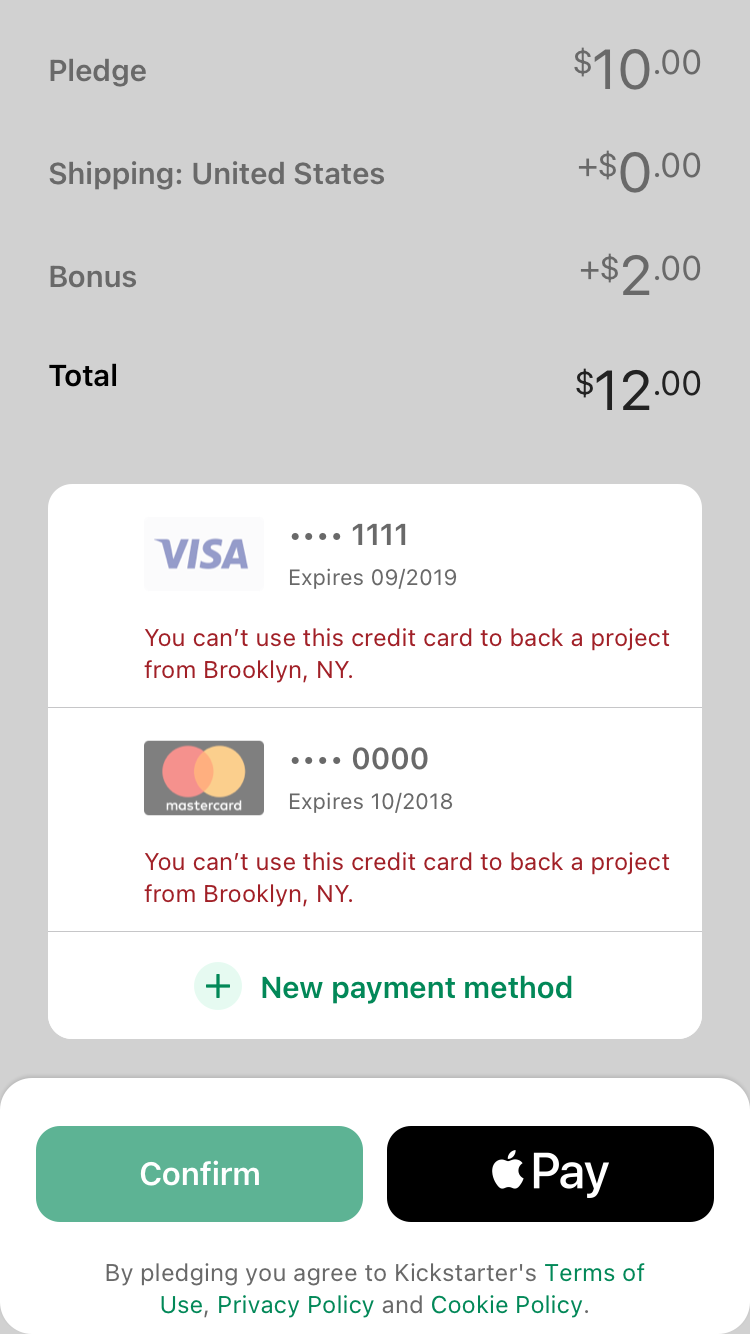 Pledge $10.00
Shipping: United States +$0.00
Bonus +$2.00
Total $12.00
VISA •••• 1111
Expires 09/2019
You can’t use this credit card to back a project
from Brooklyn, NY.
•••• 0000
mastercard Expires 10/2018
You can’t use this credit card to back a project
from Brooklyn, NY.
+ New payment method
Confirm Pay
By pledging you agree to Kickstarter's Terms of
Use, Privacy Policy and Cookie Policy.